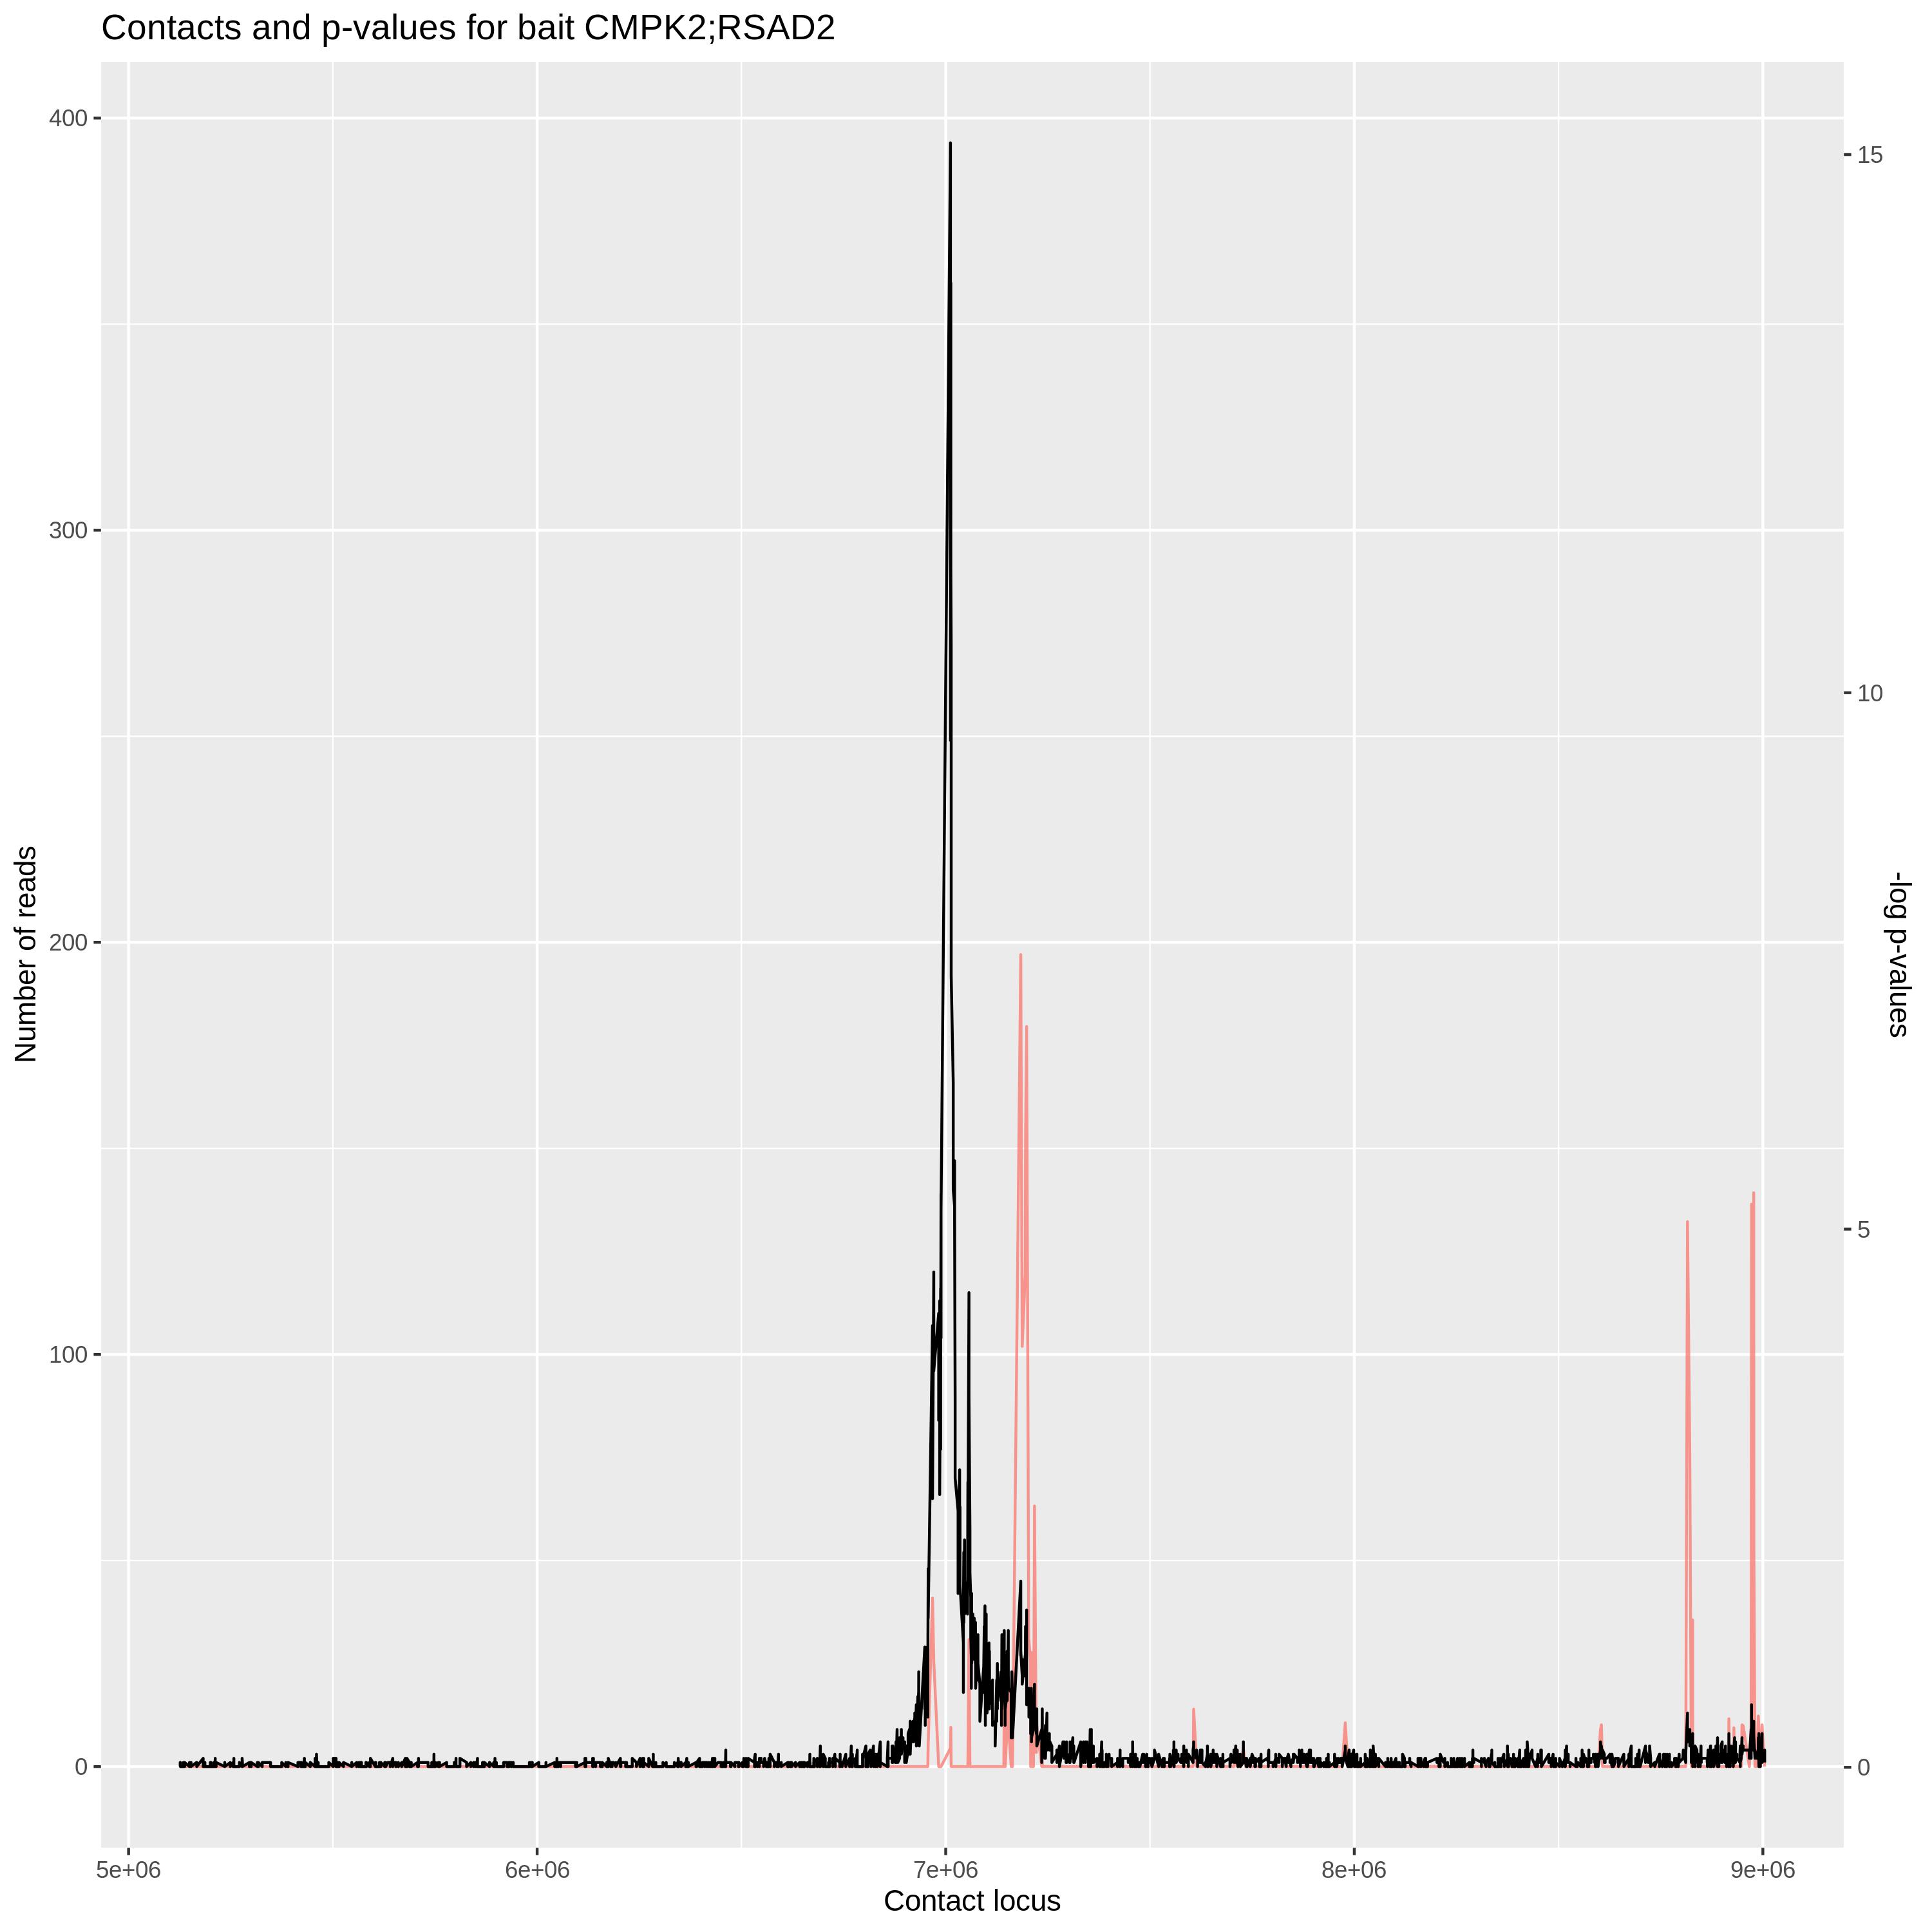 Contacts and p-values for bait CMPK2;RSAD2
400
300
200
100
0
Number of reads
15
10
5
0
-log p-values
5e+06
6e+06
7e+06
8e+06
9e+06
Contact locus